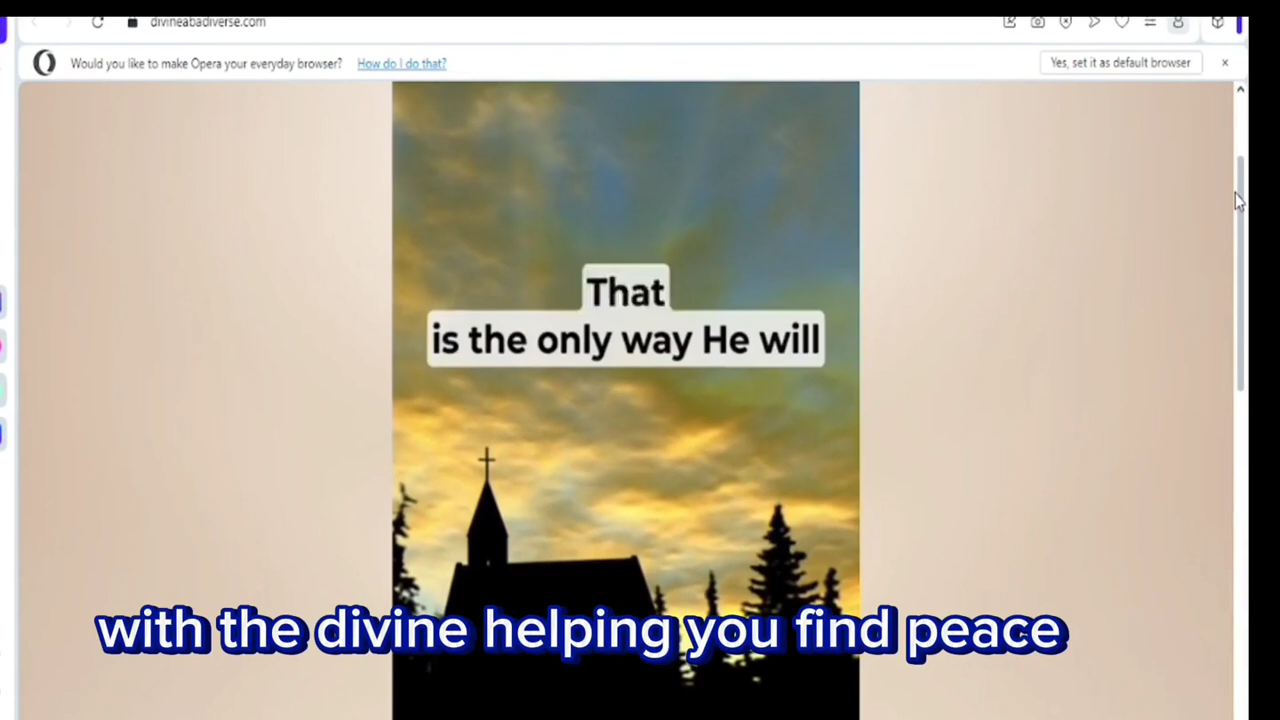 divineabadiverse.com
Would you like to make Opera your everyday browser? How do I do that? Yes, set it as default browser
That
is the only way He will
with the divine helping you find peace